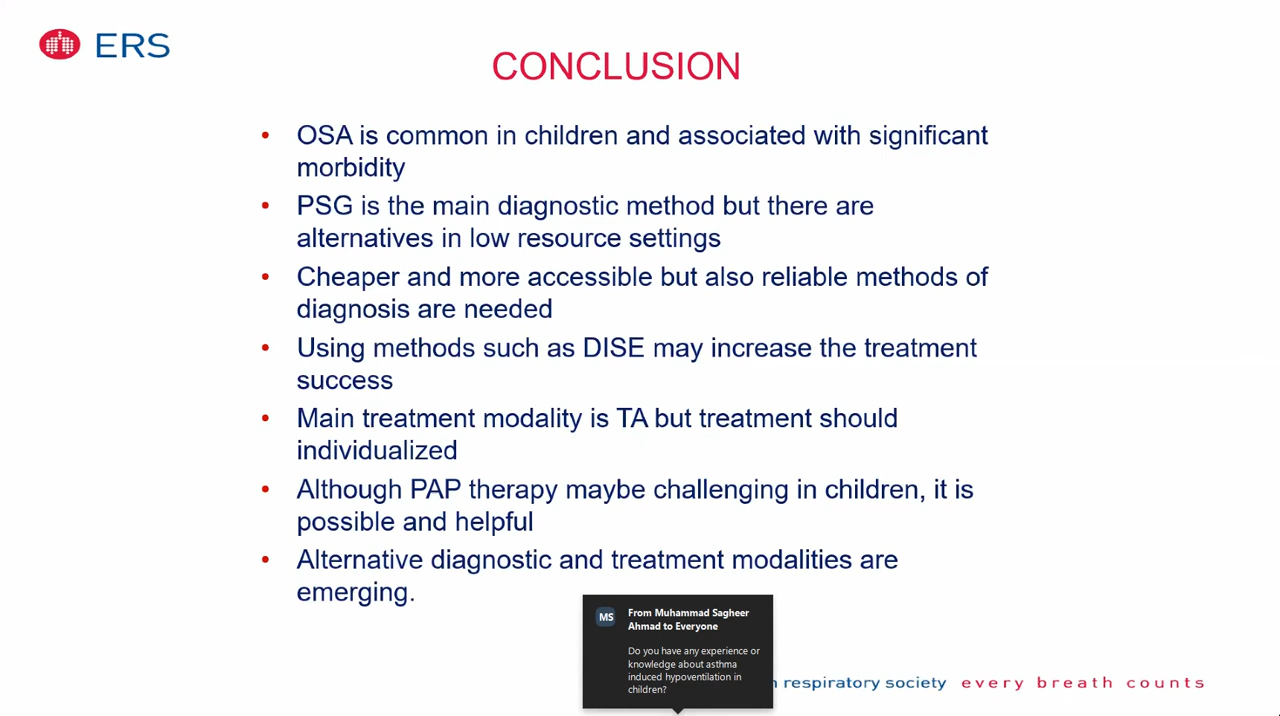 ERS
CONCLUSION
• OSA is common in children and associated with significant
morbidity
• PSG is the main diagnostic method but there are
alternatives in low resource settings
• Cheaper and more accessible but also reliable methods of
diagnosis are needed
• Using methods such as DISE may increase the treatment
success
• Main treatment modality is TA but treatment should
individualized
• Although PAP therapy maybe challenging in children, it is
possible and helpful
• Alternative diagnostic and treatment modalities are
emerging.
MS
From Muhammad Sagheer
Ahmad to Everyone
Do you have any experience or
knowledge about asthma
induced hypoventilation in
children?
respiratory society every breath counts